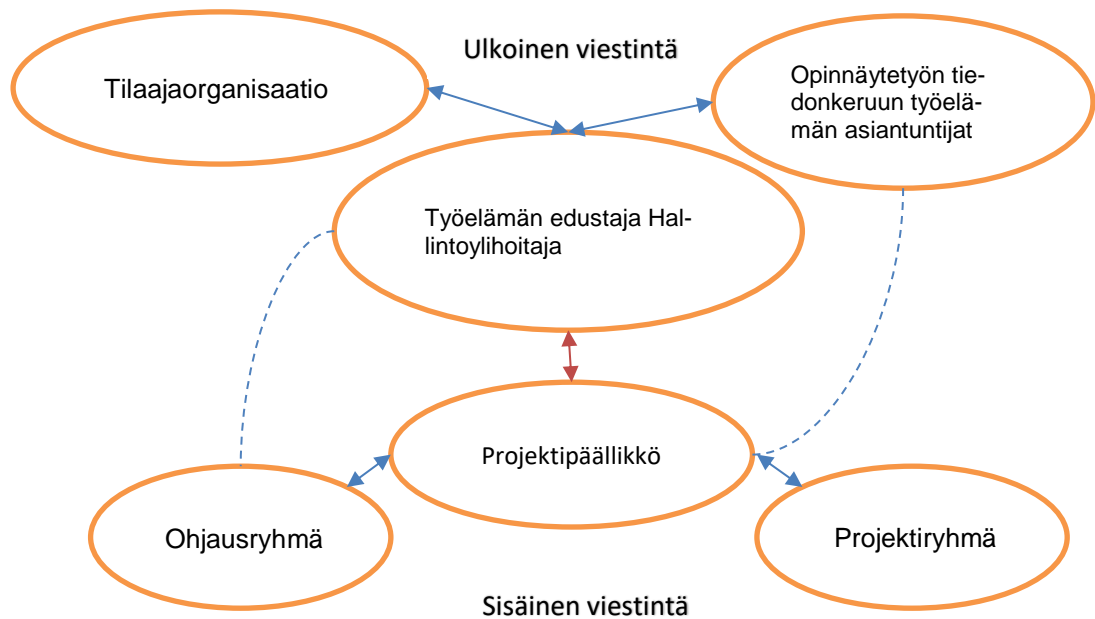 Ulkoinen viestintä
Tilaajaorganisaatio
Opinnäytetyön tie-
donkeruun työelä-
män asiantuntijat
Työelämän edustaja Hal-
lintoylihoitaja
Projektipäällikkö
Ohjausryhmä
Projektiryhmä
Sisäinen viestintä